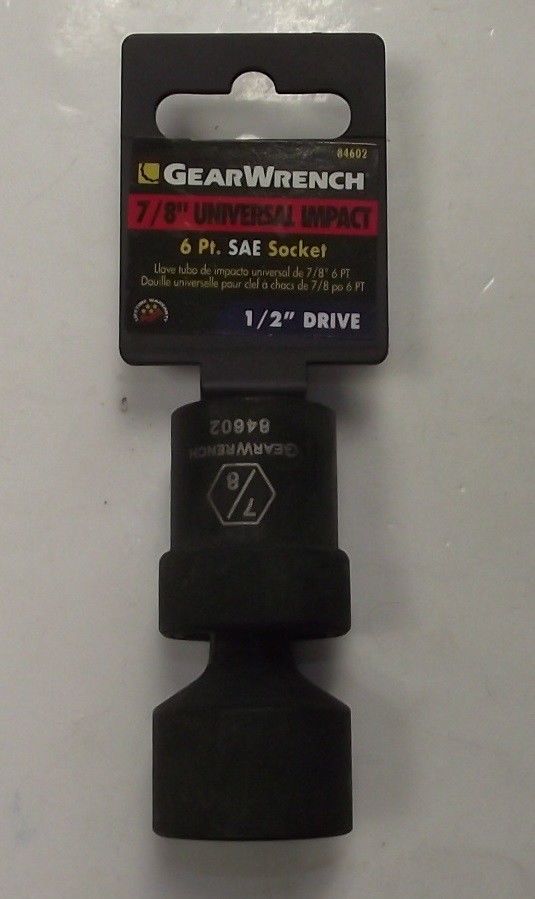 84602
GEARWRENCH
7/8" UNIVERSAL IMPACT
6 Pt. SAE Socket
Llave tubo de impacto universal de 7/8" 6 PT
Douille universelle pour clef à chocs de 7/8 po 6 PT
1/2" DRIVE
84602
GEARWRENCH
7/8